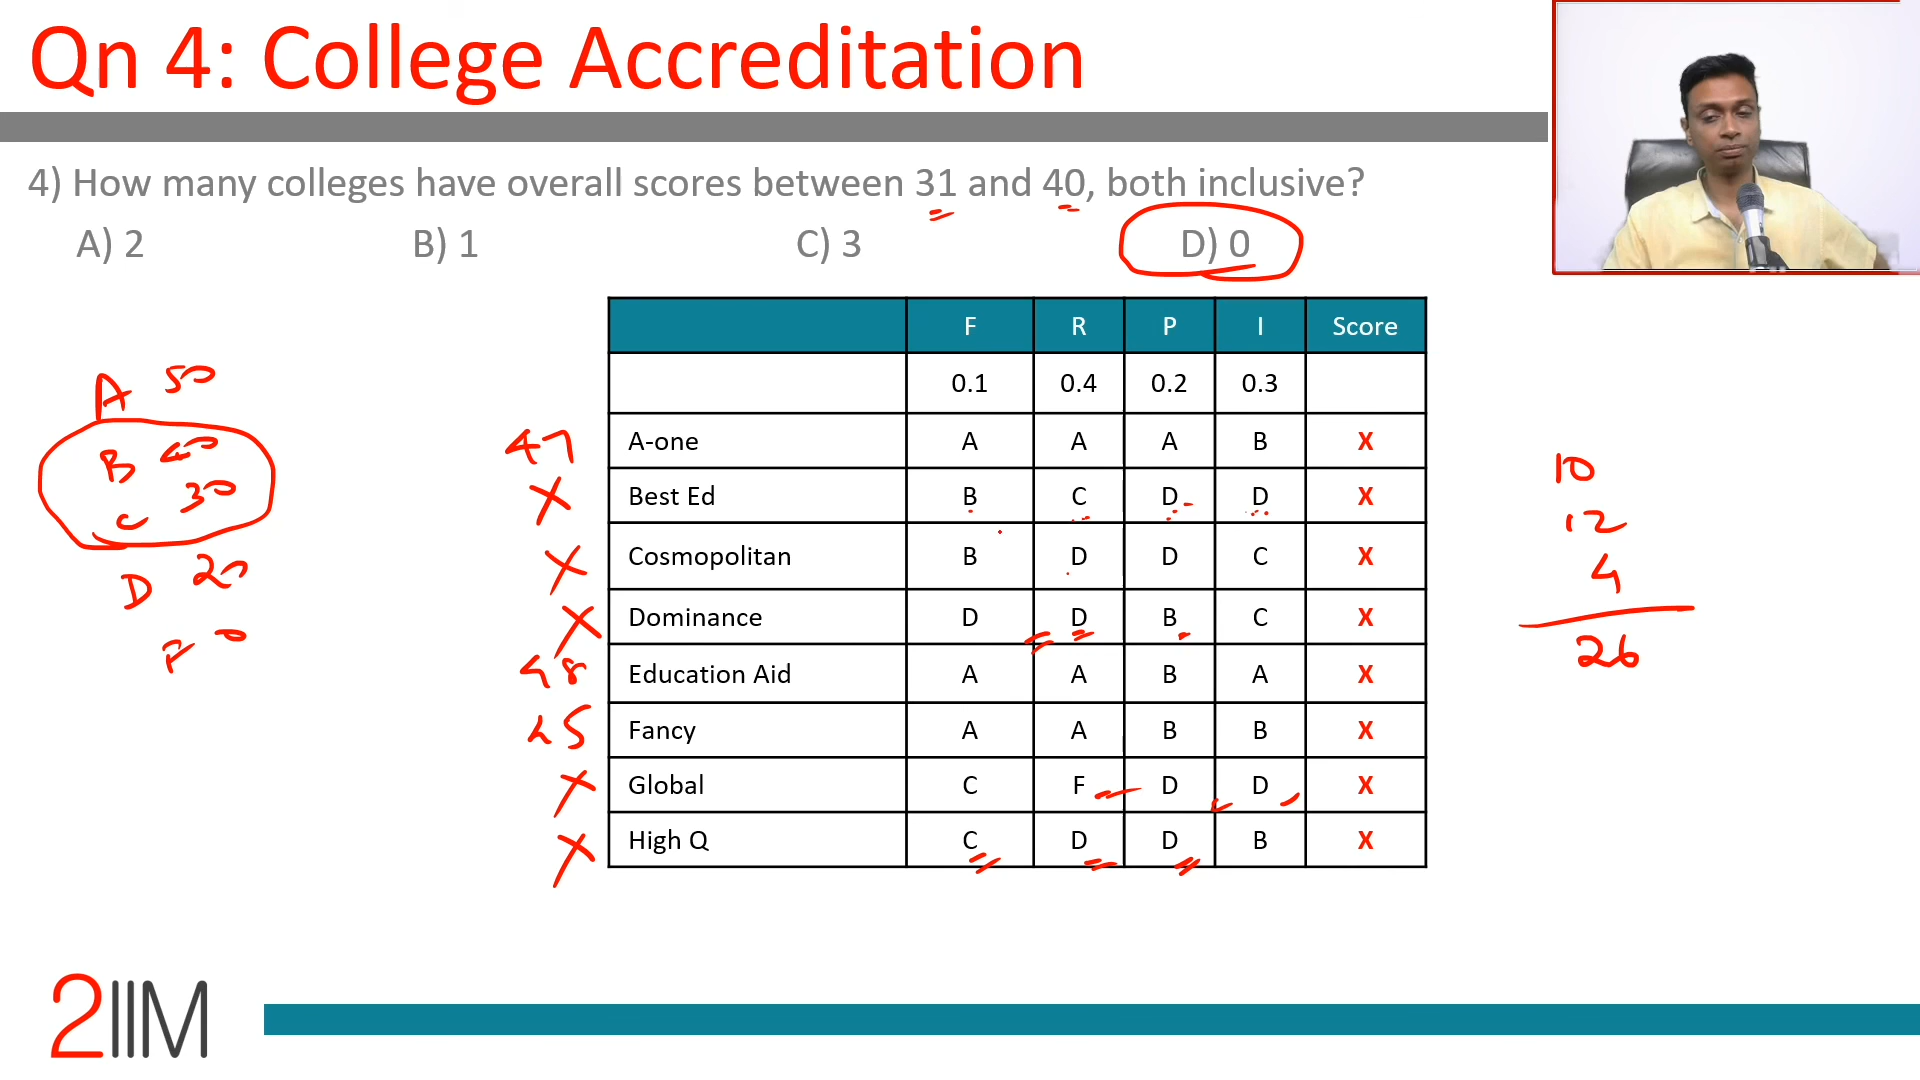 Qn 4: College Accreditation
4) How many colleges have overall scores between 31 and 40, both inclusive?
A) 2 B) 1 C) 3 D) 0
F R P I Score
0.1 0.4 0.2 0.3
A-one A A A B X
Best Ed B C D D X
Cosmopolitan B D D C X
Dominance D D B C X
Education Aid A A B A X
Fancy A A B B X
Global C F D D X
High Q C D D B X
A 50
B 40
C 30
D 20
F 0
47
X
X
X
48
45
X
X
10
12
4
26
2IIM